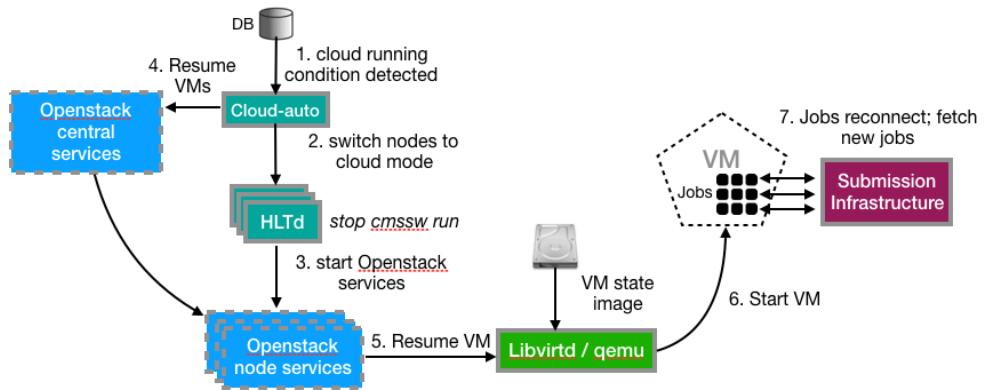 DB
1. cloud running
condition detected
4. Resume
VMs
Openstack
central
services
Cloud-auto
2. switch nodes to
cloud mode
HLTd
stop cmssw run
3. start Openstack
services
Openstack
node services
5. Resume VM
VM state
image
Libvirtd / qemu
6. Start VM
VM
Jobs
7. Jobs reconnect; fetch
new jobs
Submission
Infrastructure